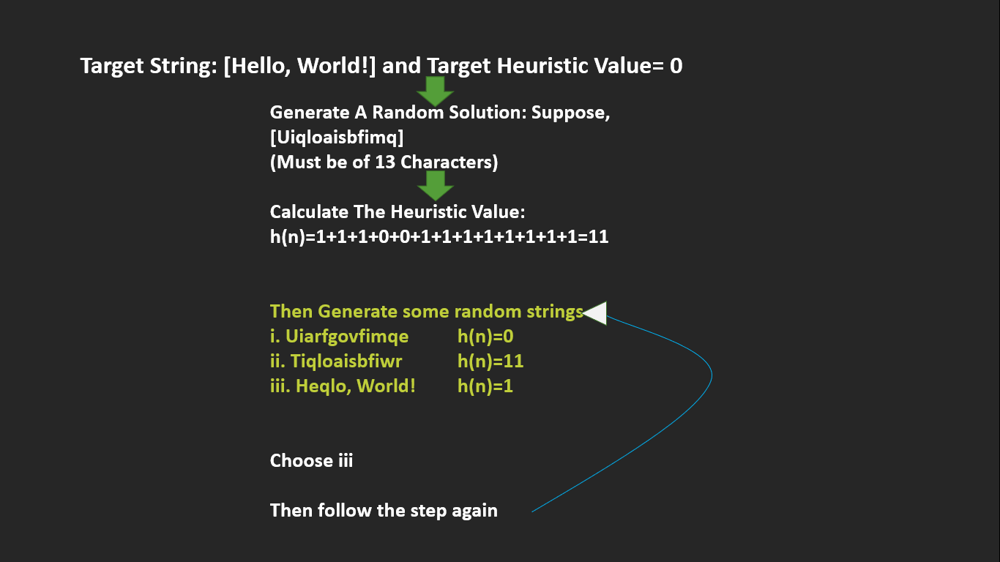 Target String: [Hello, World!] and Target Heuristic Value= 0
Generate A Random Solution: Suppose,
[Uiqloaisbfimq]
(Must be of 13 Characters)
Calculate The Heuristic Value:
h(n)=1+1+1+0+0+1+1+1+1+1+1+1+1=11
Then Generate some random strings
i. Uiarfgovfimqe h(n)=0
ii. Tiqloaisbfiwr h(n)=11
iii. Heqlo, World! h(n)=1
Choose iii
Then follow the step again